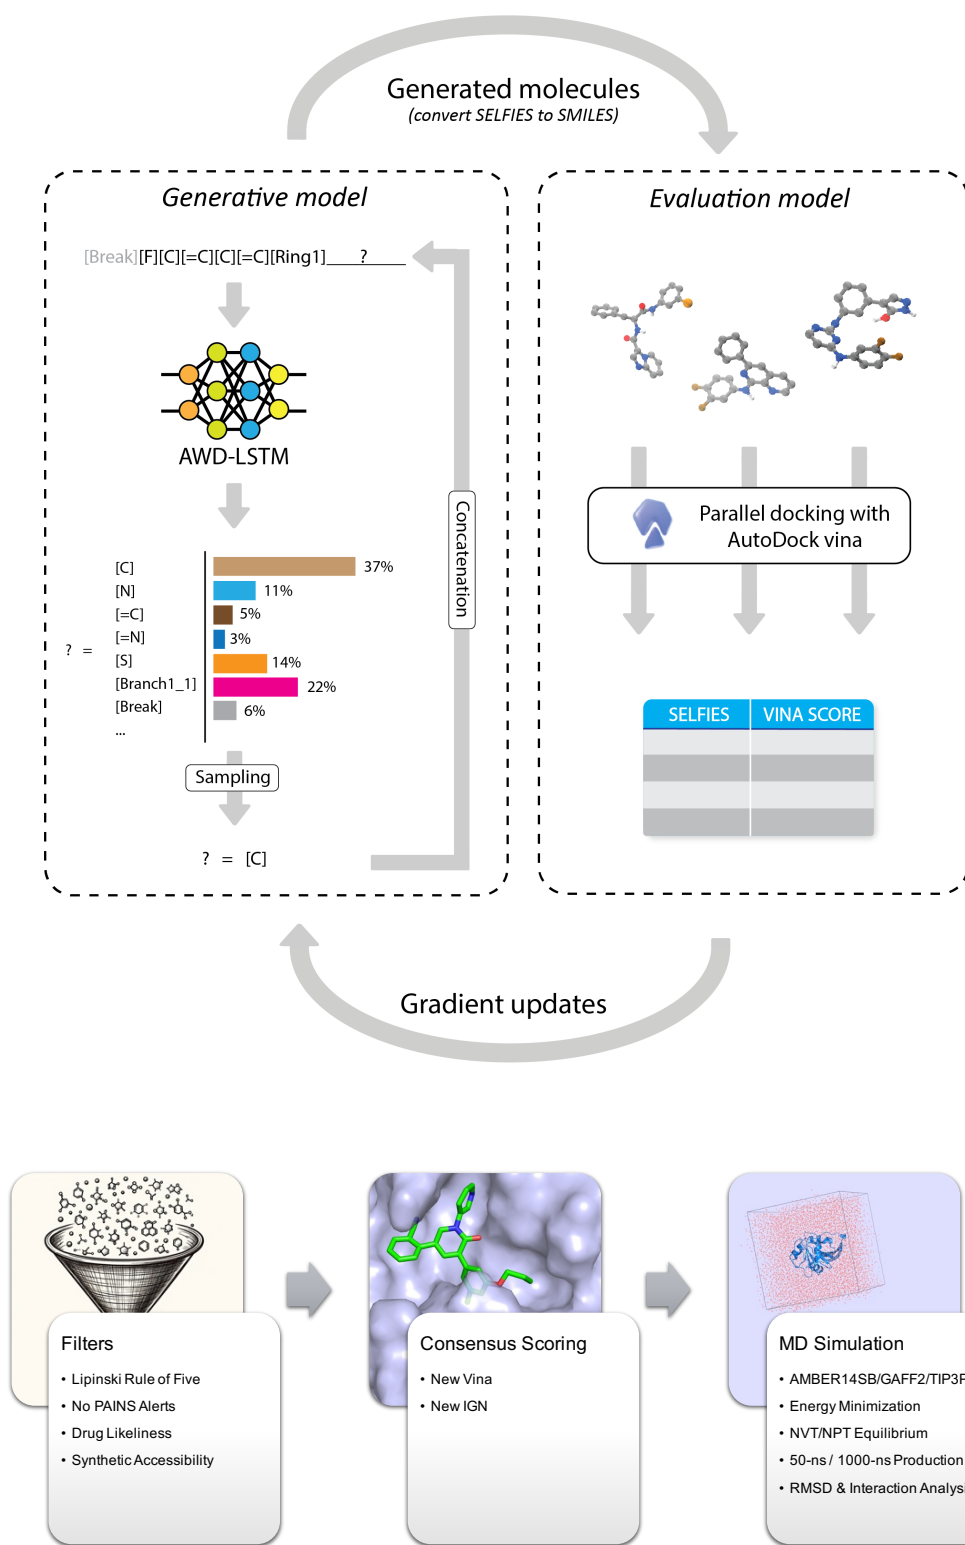 Generated molecules
(convert SELFIES to SMILES)
Generative model
[Break][F][C][=C][C][=C][Ring1]____?____
AWD-LSTM
Concatenation
? =
[C] 37%
[N] 11%
[=C] 5%
[=N] 3%
[S] 14%
[Branch1_1] 22%
[Break] 6%
...
Sampling
? = [C]
Evaluation model
Parallel docking with
AutoDock vina
SELFIES VINA SCORE
Gradient updates
Filters
• Lipinski Rule of Five
• No PAINS Alerts
• Drug Likeliness
• Synthetic Accessibility
Consensus Scoring
• New Vina
• New IGN
MD Simulation
• AMBER14SB/GAFF2/TIP3P
• Energy Minimization
• NVT/NPT Equilibrium
• 50-ns / 1000-ns Production
• RMSD & Interaction Analysi